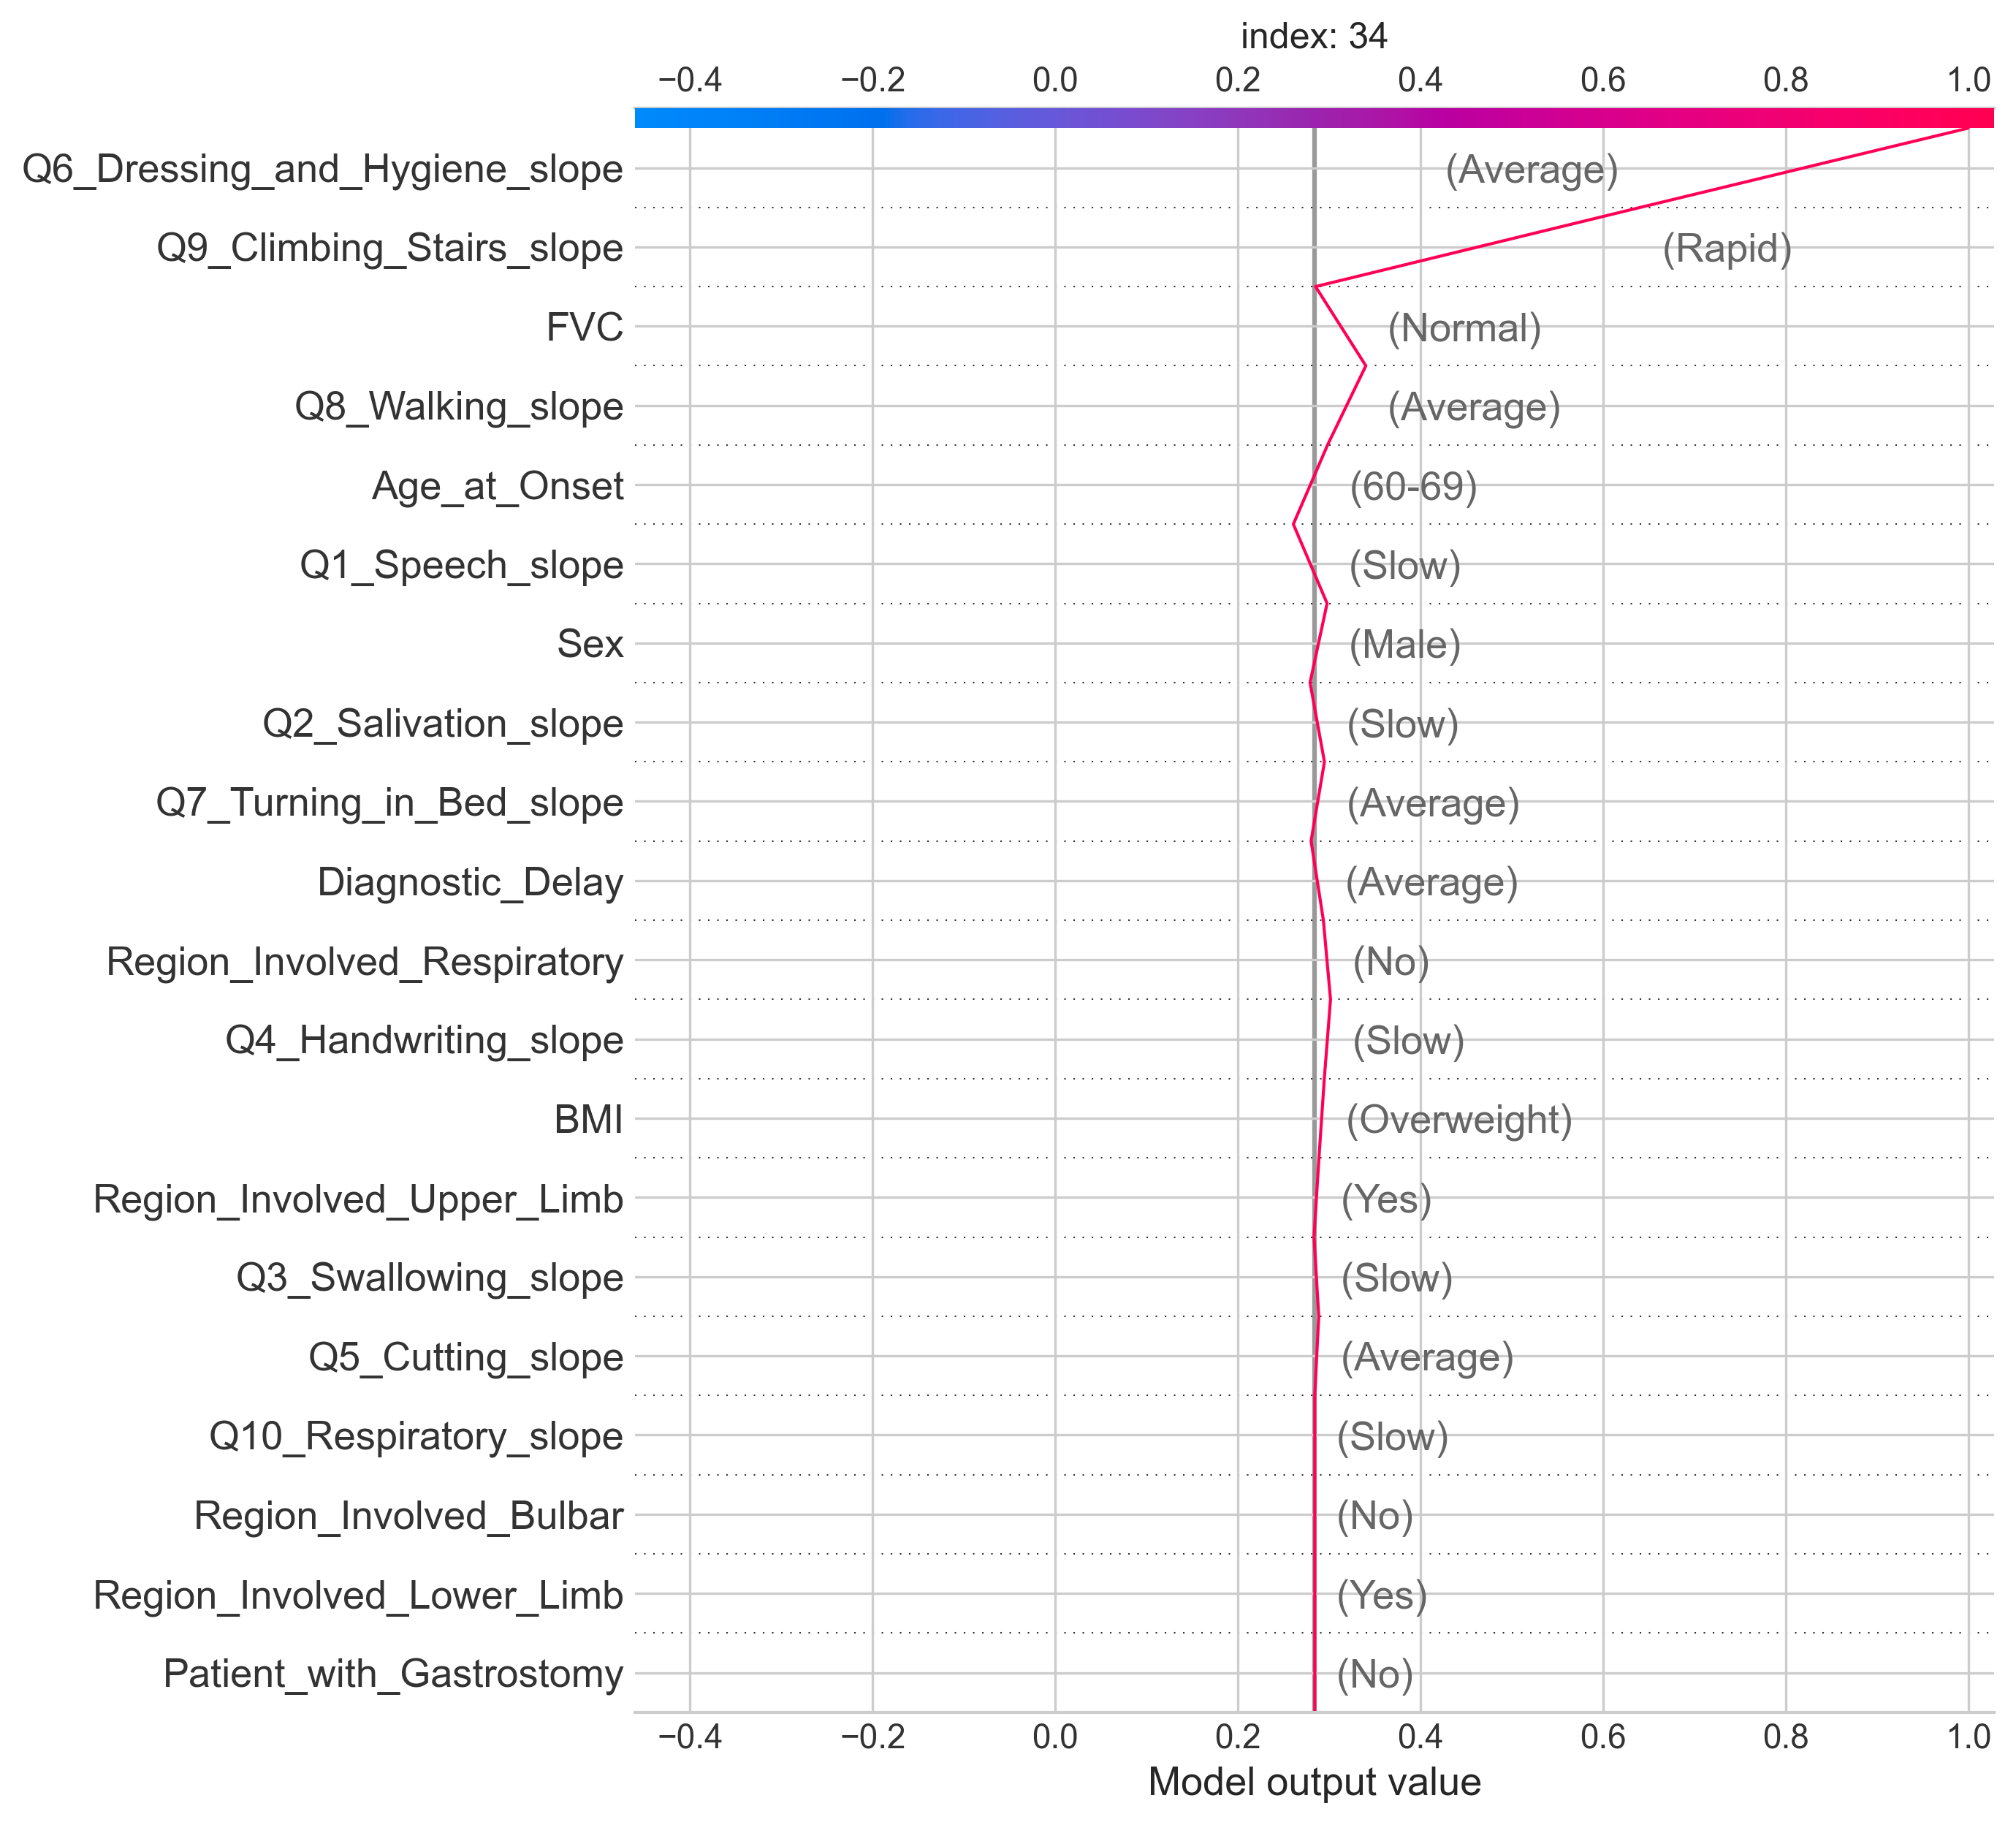 index: 34
−0.4 −0.2 0.0 0.2 0.4 0.6 0.8 1.0
Q6_Dressing_and_Hygiene_slope (Average)
Q9_Climbing_Stairs_slope (Rapid)
FVC (Normal)
Q8_Walking_slope (Average)
Age_at_Onset (60-69)
Q1_Speech_slope (Slow)
Sex (Male)
Q2_Salivation_slope (Slow)
Q7_Turning_in_Bed_slope (Average)
Diagnostic_Delay (Average)
Region_Involved_Respiratory (No)
Q4_Handwriting_slope (Slow)
BMI (Overweight)
Region_Involved_Upper_Limb (Yes)
Q3_Swallowing_slope (Slow)
Q5_Cutting_slope (Average)
Q10_Respiratory_slope (Slow)
Region_Involved_Bulbar (No)
Region_Involved_Lower_Limb (Yes)
Patient_with_Gastrostomy (No)
−0.4 −0.2 0.0 0.2 0.4 0.6 0.8 1.0
Model output value